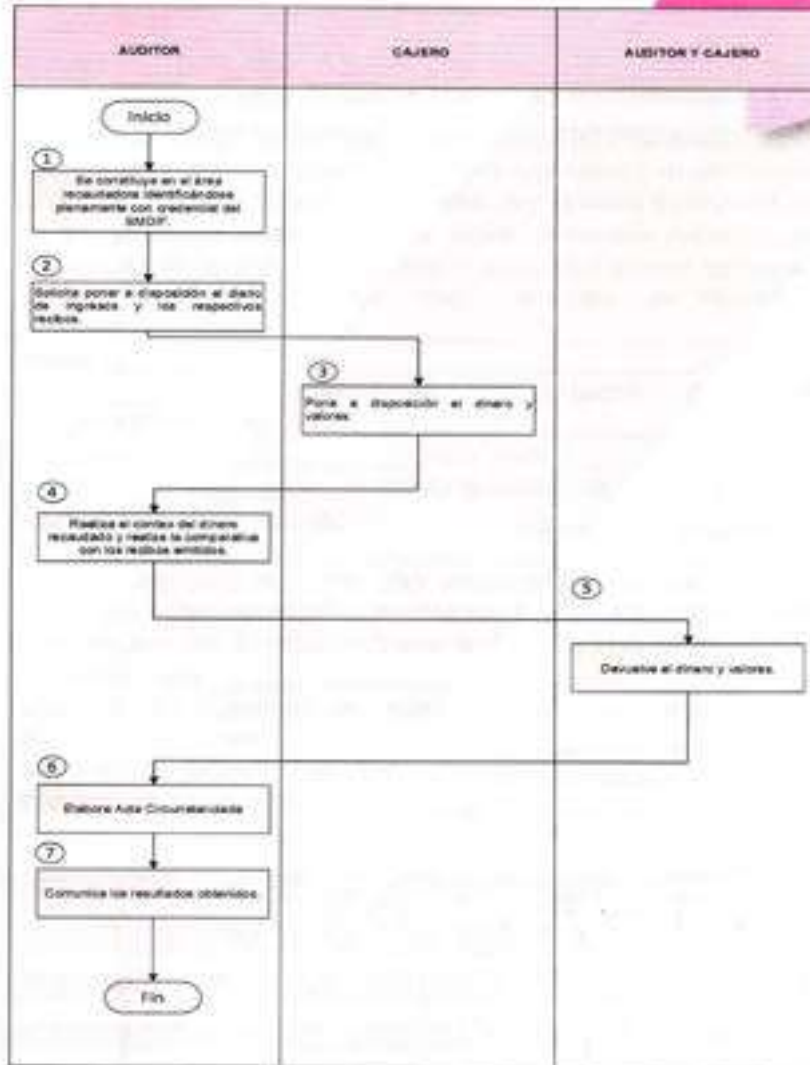 AUDITOR
CAJERO
AUDITOR Y CAJERO
Inicio
1
Se constituye en el área
recaudadora identificándose
plenamente con credencial del
SMDIF.
2
Solicita poner a disposición el diario
de ingresos y los respectivos
recibos.
3
Pone a disposición el dinero y
valores.
4
Realiza el conteo del dinero
recaudado y realiza la comparativa
con los recibos emitidos.
5
Devuelve el dinero y valores.
6
Elabora Acta Circunstanciada
7
Comunica los resultados obtenidos.
Fin